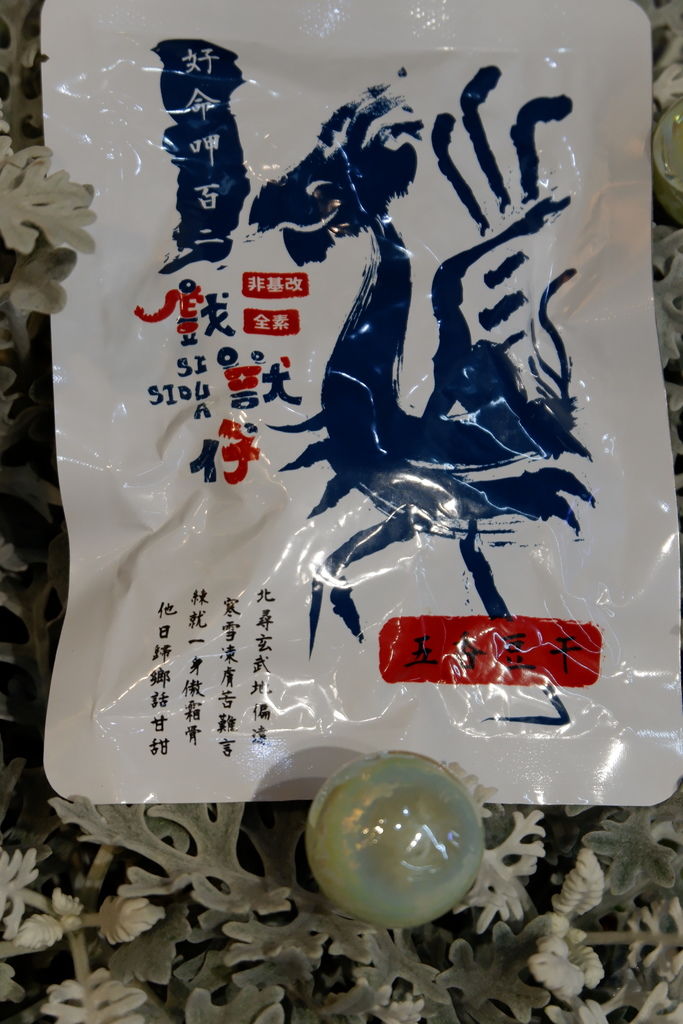 好命呷百二
非基改
全素
戲獸仔
SI
SIOU
A
北尋玄武地偏遠
寒雪凍膚苦難言
練就一身傲霜骨
他日歸鄉話甘甜
五香豆干